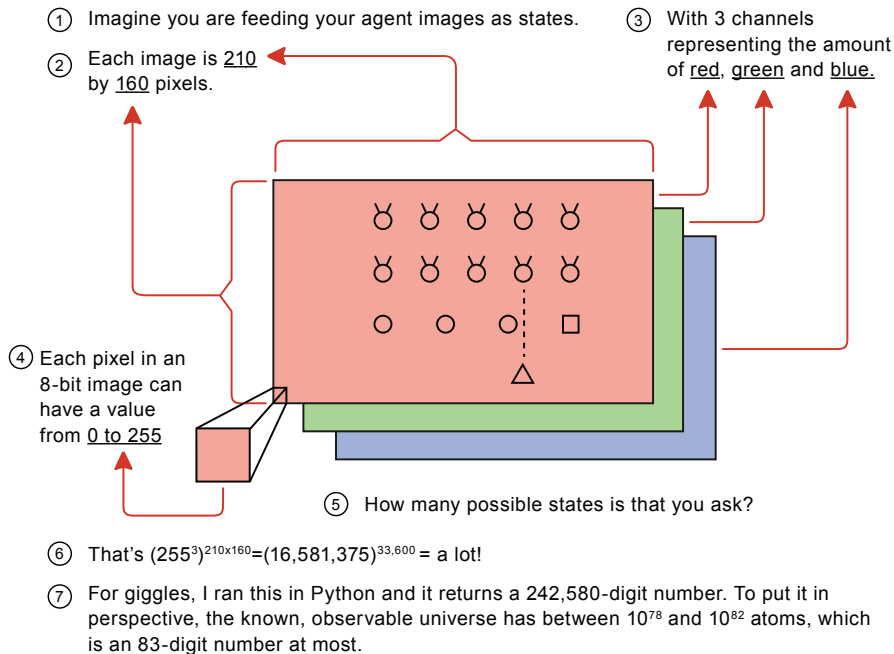 ① Imagine you are feeding your agent images as states.
② Each image is 210
by 160 pixels.
③ With 3 channels
representing the amount
of red, green and blue.
④ Each pixel in an
8-bit image can
have a value
from 0 to 255
⑤ How many possible states is that you ask?
⑥ That's (255³)²¹⁰ˣ¹⁶⁰=(16,581,375)³³,⁶⁰⁰ = a lot!
⑦ For giggles, I ran this in Python and it returns a 242,580-digit number. To put it in
perspective, the known, observable universe has between 10⁷⁸ and 10⁸² atoms, which
is an 83-digit number at most.